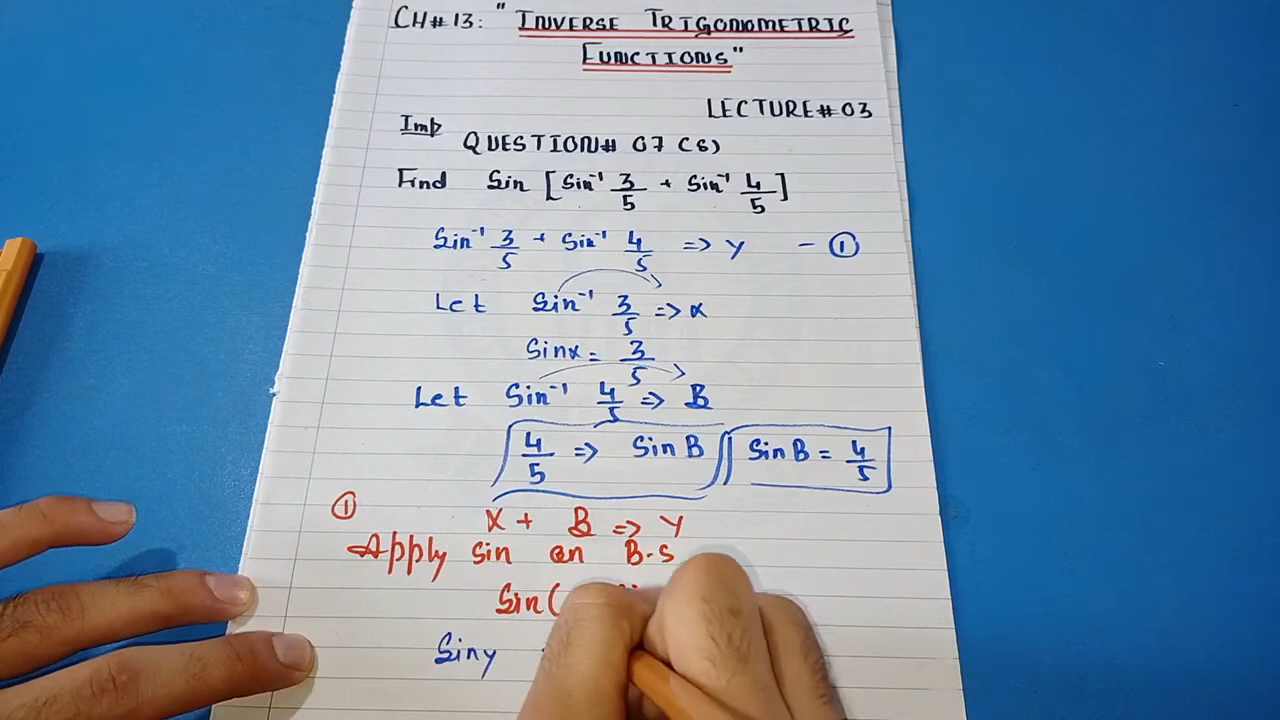 CH# 13: " INVERSE TRIGONOMETRIC
FUNCTIONS"
LECTURE# 03
Imp
QUESTION# 07 (8)
Find Sin [Sin⁻¹ 3/5 + Sin⁻¹ 4/5]
Sin⁻¹ 3/5 + Sin⁻¹ 4/5 => y - ①
Let Sin⁻¹ 3/5 => α
Sinα = 3/5
Let Sin⁻¹ 4/5 => B
4/5 => Sin B
Sin B = 4/5
①
α + B => y
Apply sin on B.S
Sin(
Siny